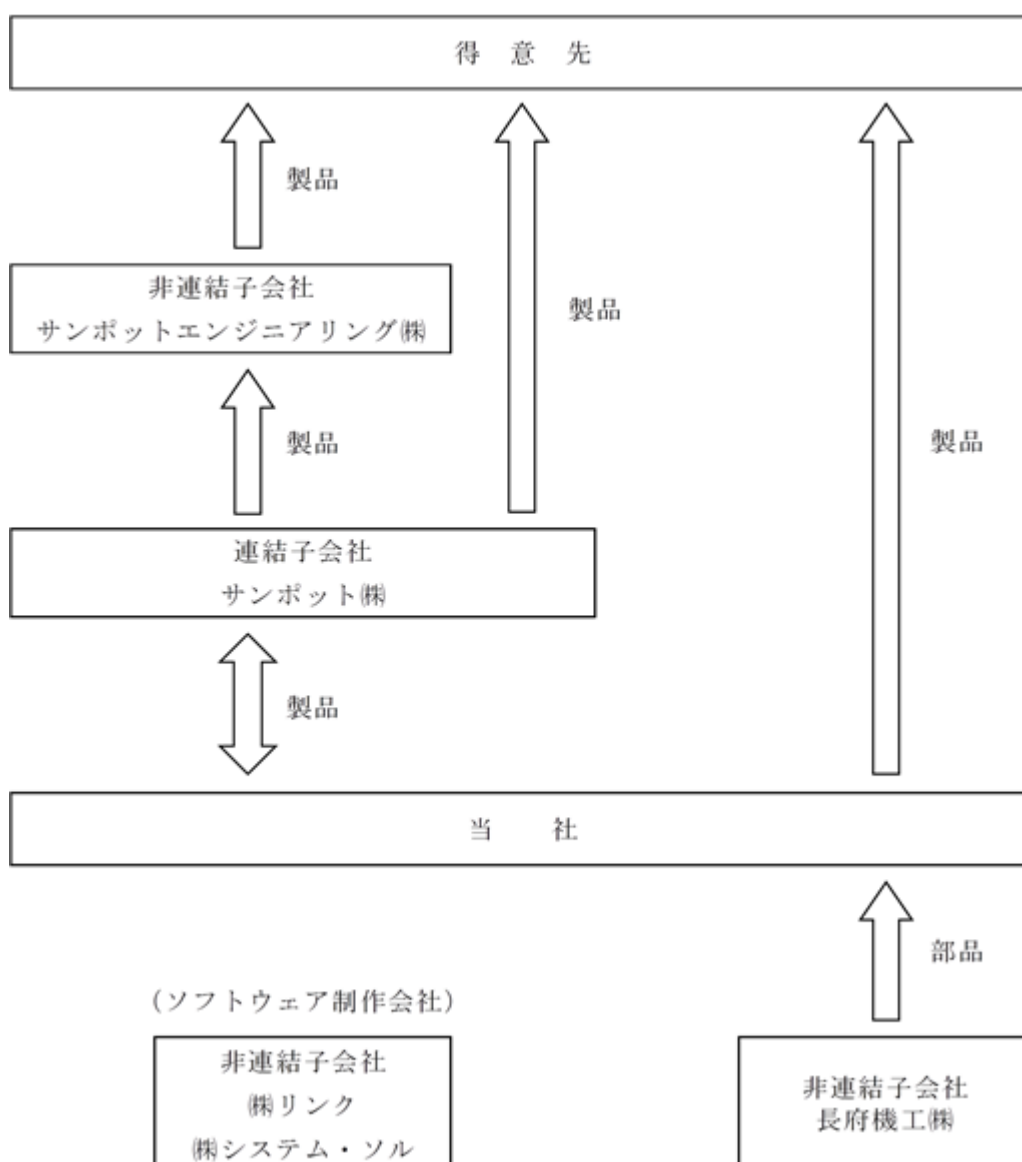 得意先
製品
非連結子会社
サンポットエンジニアリング㈱
製品
製品
製品
連結子会社
サンポット㈱
製品
当社
部品
(ソフトウェア制作会社)
非連結子会社
㈱リンク
㈱システム・ソル
非連結子会社
長府機工㈱